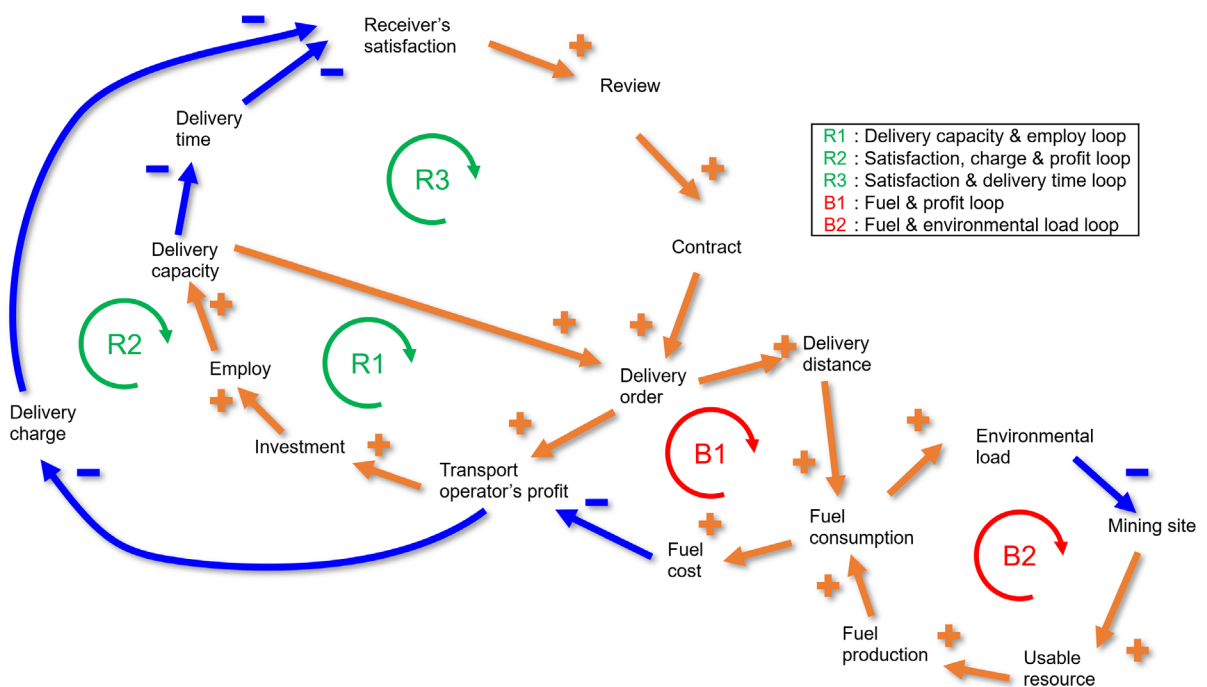 Receiver's
satisfaction
Review
Delivery
time
R1 : Delivery capacity & employ loop
R2 : Satisfaction, charge & profit loop
R3 : Satisfaction & delivery time loop
B1 : Fuel & profit loop
B2 : Fuel & environmental load loop
R3
Delivery
capacity
Contract
R2
R1
Employ
Delivery
order
Delivery
distance
Delivery
charge
Investment
Transport
operator's profit
B1
Environmental
load
Fuel
consumption
Mining site
Fuel
cost
B2
Fuel
production
Usable
resource